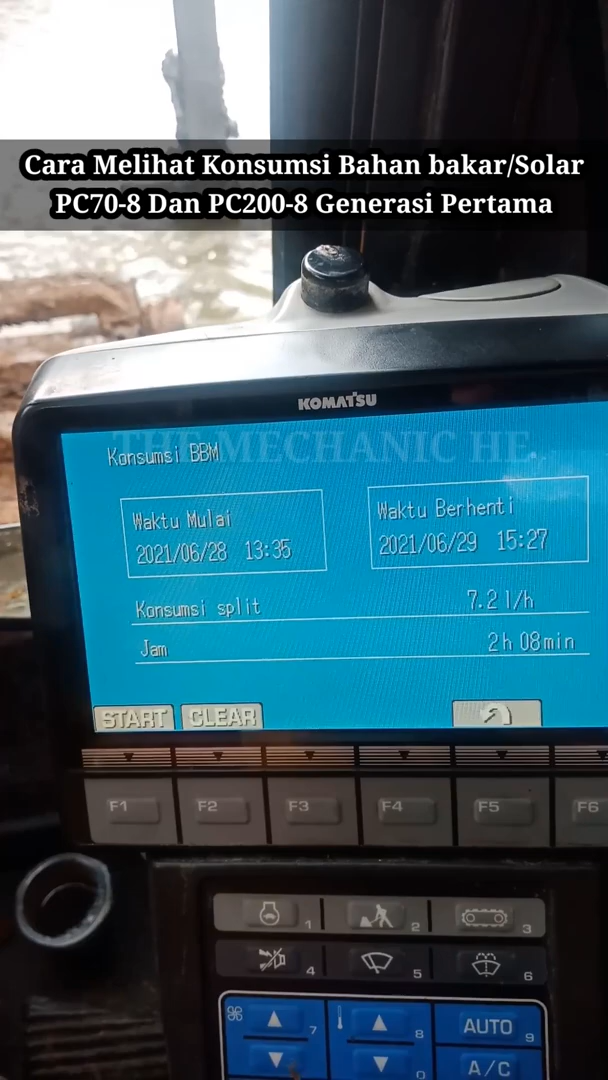 Cara Melihat Konsumsi Bahan bakar/Solar
PC70-8 Dan PC200-8 Generasi Pertama
KOMATSU
THE MECHANIC HE.
Konsumsi BBM
Waktu Mulai
2021/06/28 13:35
Waktu Berhenti
2021/06/29 15:27
Konsumsi split 7.2 l/h
Jam 2h 08min
START CLEAR
F1 F2 F3 F4 F5 F6
1 2 3
4 5 6
7 8 AUTO 9
0 A/C